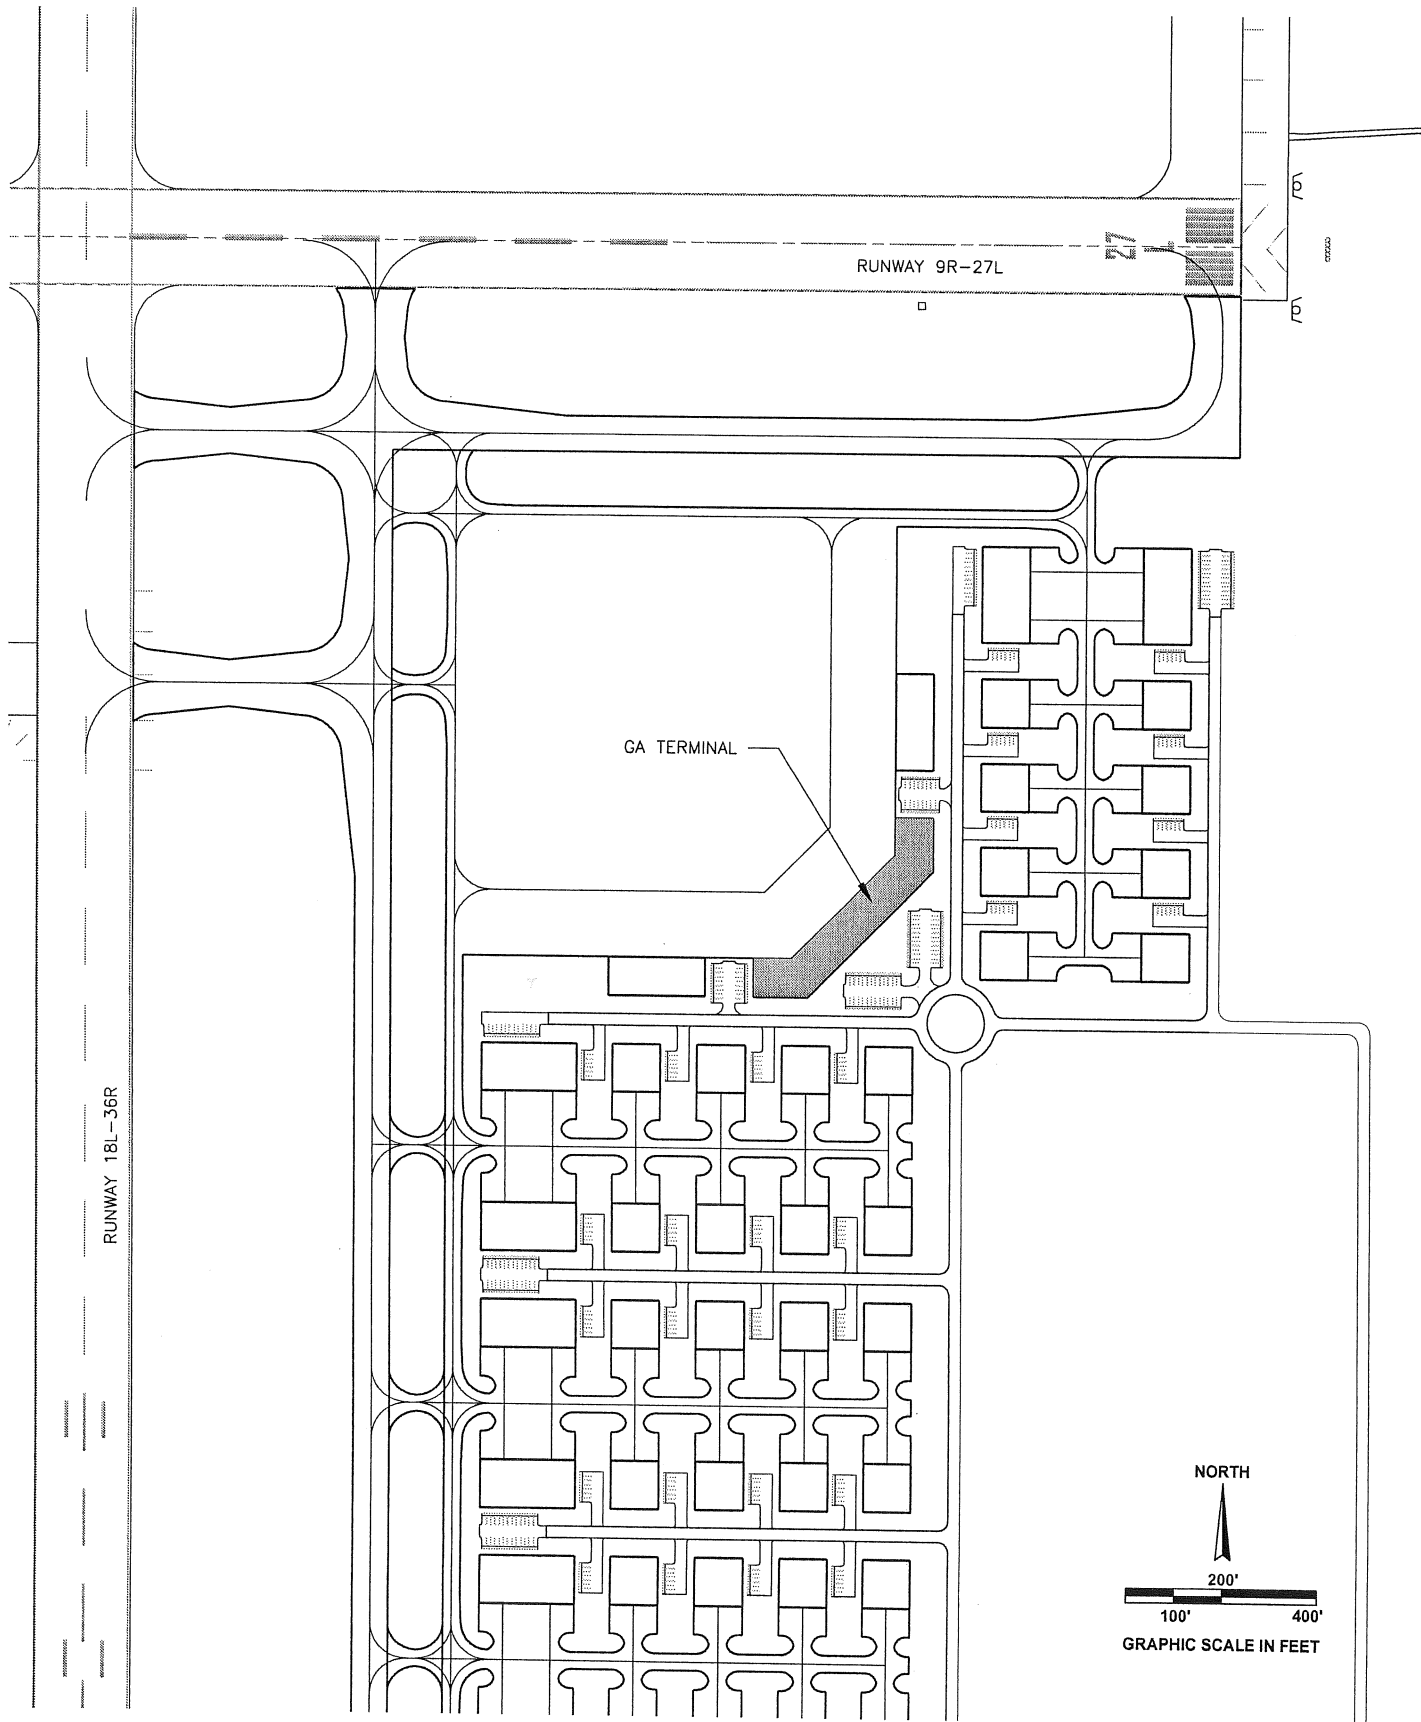 27
RUNWAY 9R-27L
GA TERMINAL
RUNWAY 18L-36R
NORTH
200'
100'
400'
GRAPHIC SCALE IN FEET